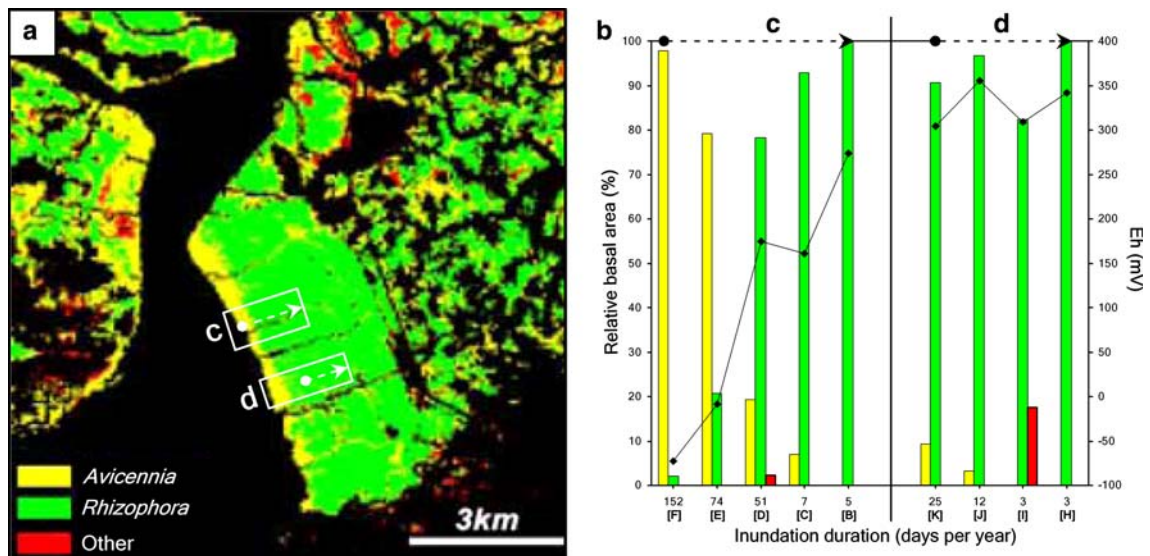 a
c
d
Avicennia
Rhizophora
Other
3km
b
c
d
Relative basal area (%)
100
90
80
70
60
50
40
30
20
10
0
400
350
300
250
200
150
100
50
0
-50
-100
Eh (mV)
152 74 51 7 5 25 12 3 3
[F] [E] [D] [C] [B] [K] [J] [I] [H]
Inundation duration (days per year)